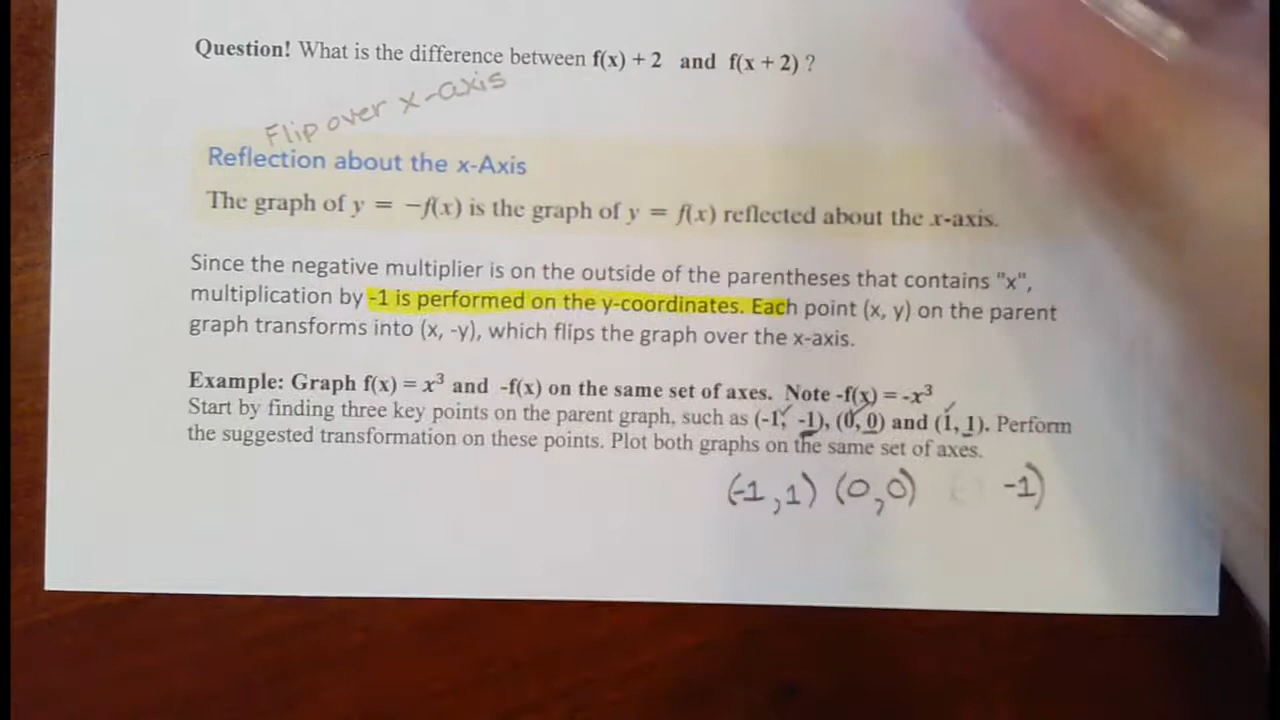 Question! What is the difference between f(x) + 2 and f(x + 2) ?
Flip over x-axis
Reflection about the x-Axis
The graph of y = −f(x) is the graph of y = f(x) reflected about the x-axis.
Since the negative multiplier is on the outside of the parentheses that contains "x",
multiplication by -1 is performed on the y-coordinates. Each point (x, y) on the parent
graph transforms into (x, -y), which flips the graph over the x-axis.
Example: Graph f(x) = x³ and -f(x) on the same set of axes. Note -f(x) = -x³
Start by finding three key points on the parent graph, such as (-1, -1), (0, 0) and (1, 1). Perform
the suggested transformation on these points. Plot both graphs on the same set of axes.
(-1,1) (0,0) -1)